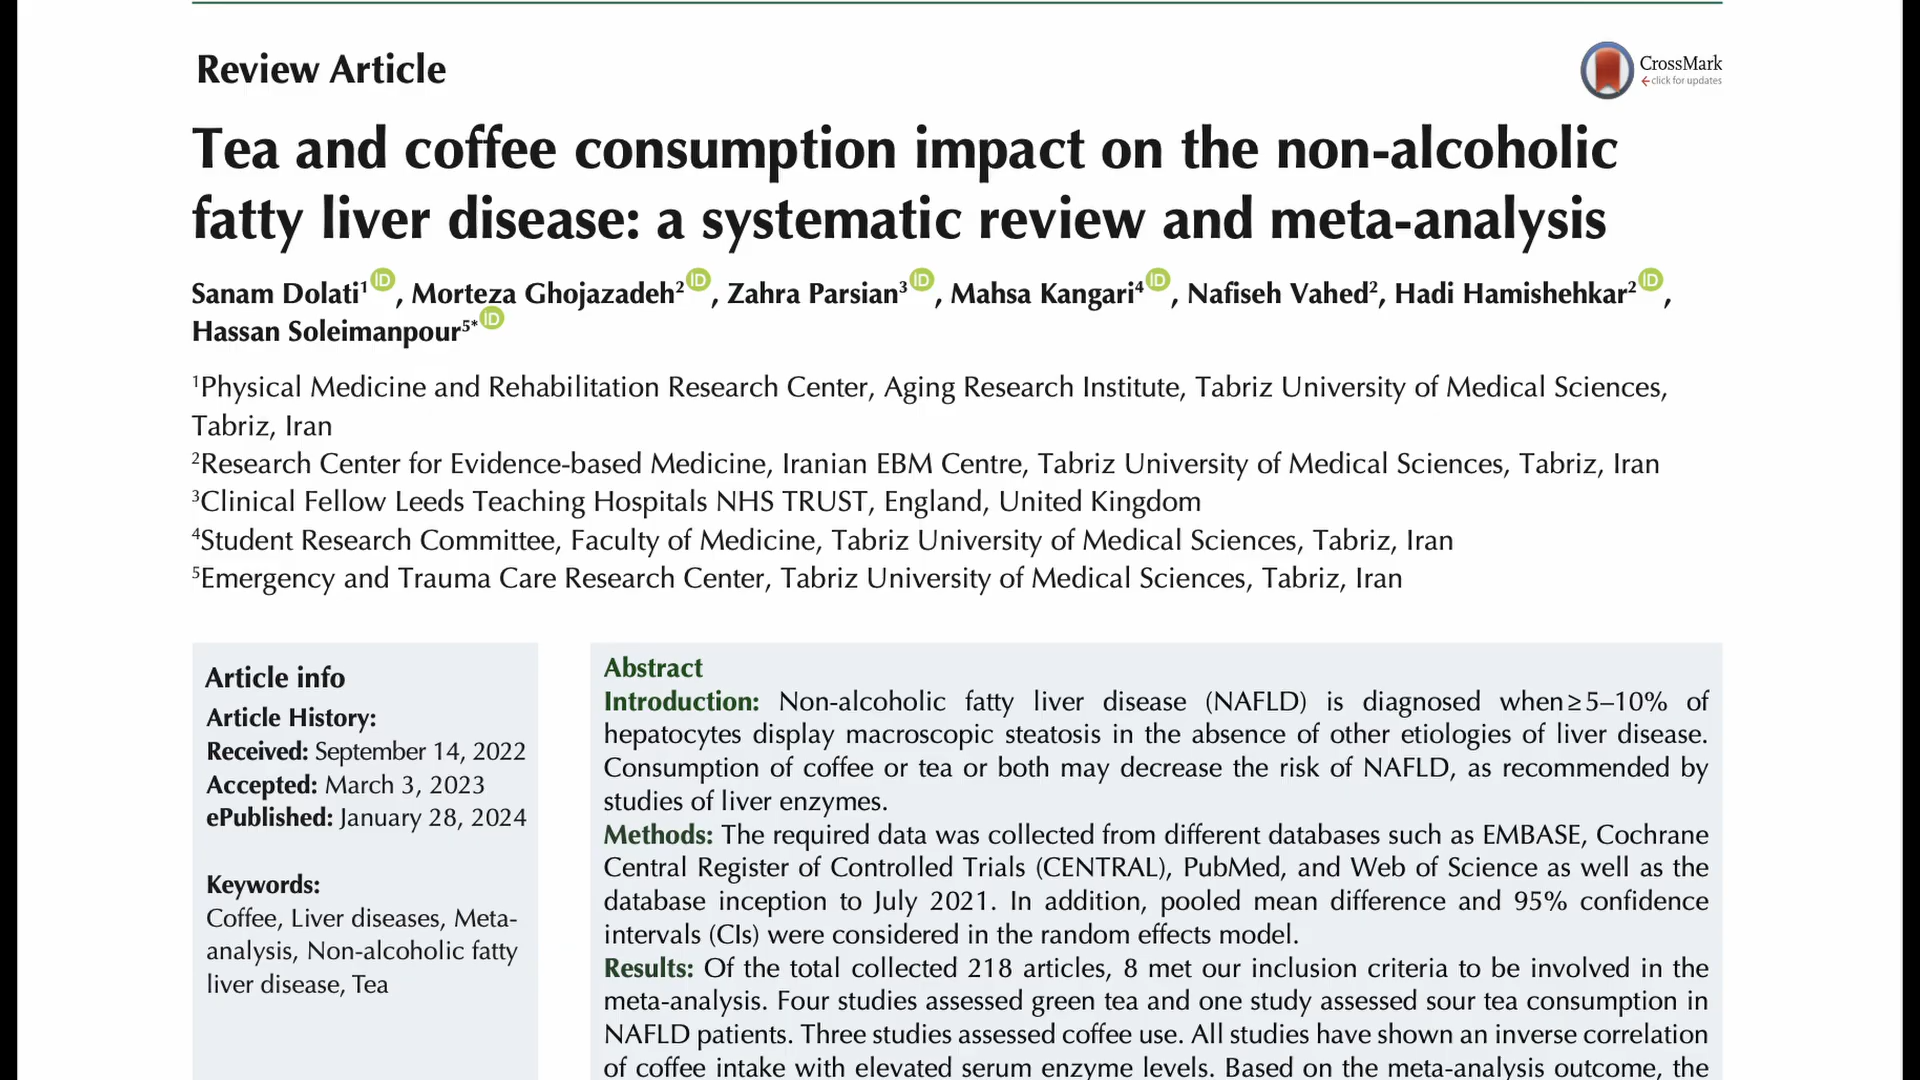 Review Article
CrossMark
click for updates
Tea and coffee consumption impact on the non-alcoholic
fatty liver disease: a systematic review and meta-analysis
Sanam Dolati1 iD, Morteza Ghojazadeh2 iD, Zahra Parsian3 iD, Mahsa Kangari4 iD, Nafiseh Vahed2, Hadi Hamishehkar2 iD,
Hassan Soleimanpour5* iD
1Physical Medicine and Rehabilitation Research Center, Aging Research Institute, Tabriz University of Medical Sciences,
Tabriz, Iran
2Research Center for Evidence-based Medicine, Iranian EBM Centre, Tabriz University of Medical Sciences, Tabriz, Iran
3Clinical Fellow Leeds Teaching Hospitals NHS TRUST, England, United Kingdom
4Student Research Committee, Faculty of Medicine, Tabriz University of Medical Sciences, Tabriz, Iran
5Emergency and Trauma Care Research Center, Tabriz University of Medical Sciences, Tabriz, Iran
Article info
Article History:
Received: September 14, 2022
Accepted: March 3, 2023
ePublished: January 28, 2024
Keywords:
Coffee, Liver diseases, Meta-
analysis, Non-alcoholic fatty
liver disease, Tea
Abstract
Introduction: Non-alcoholic fatty liver disease (NAFLD) is diagnosed when≥5–10% of
hepatocytes display macroscopic steatosis in the absence of other etiologies of liver disease.
Consumption of coffee or tea or both may decrease the risk of NAFLD, as recommended by
studies of liver enzymes.
Methods: The required data was collected from different databases such as EMBASE, Cochrane
Central Register of Controlled Trials (CENTRAL), PubMed, and Web of Science as well as the
database inception to July 2021. In addition, pooled mean difference and 95% confidence
intervals (CIs) were considered in the random effects model.
Results: Of the total collected 218 articles, 8 met our inclusion criteria to be involved in the
meta-analysis. Four studies assessed green tea and one study assessed sour tea consumption in
NAFLD patients. Three studies assessed coffee use. All studies have shown an inverse correlation
of coffee intake with elevated serum enzyme levels. Based on the meta-analysis outcome, the